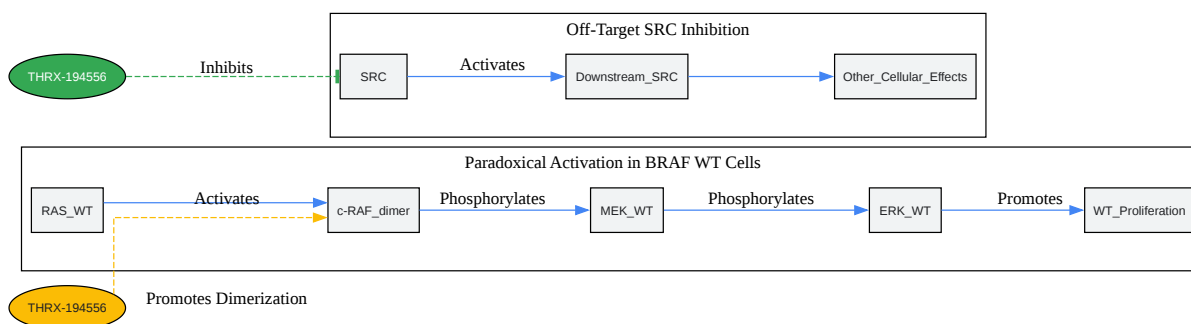 Off-Target SRC Inhibition
THRX-194556
Inhibits
SRC
Activates
Downstream_SRC
Other_Cellular_Effects
Paradoxical Activation in BRAF WT Cells
RAS_WT
Activates
c-RAF_dimer
Phosphorylates
MEK_WT
Phosphorylates
ERK_WT
Promotes
WT_Proliferation
THRX-194556
Promotes Dimerization